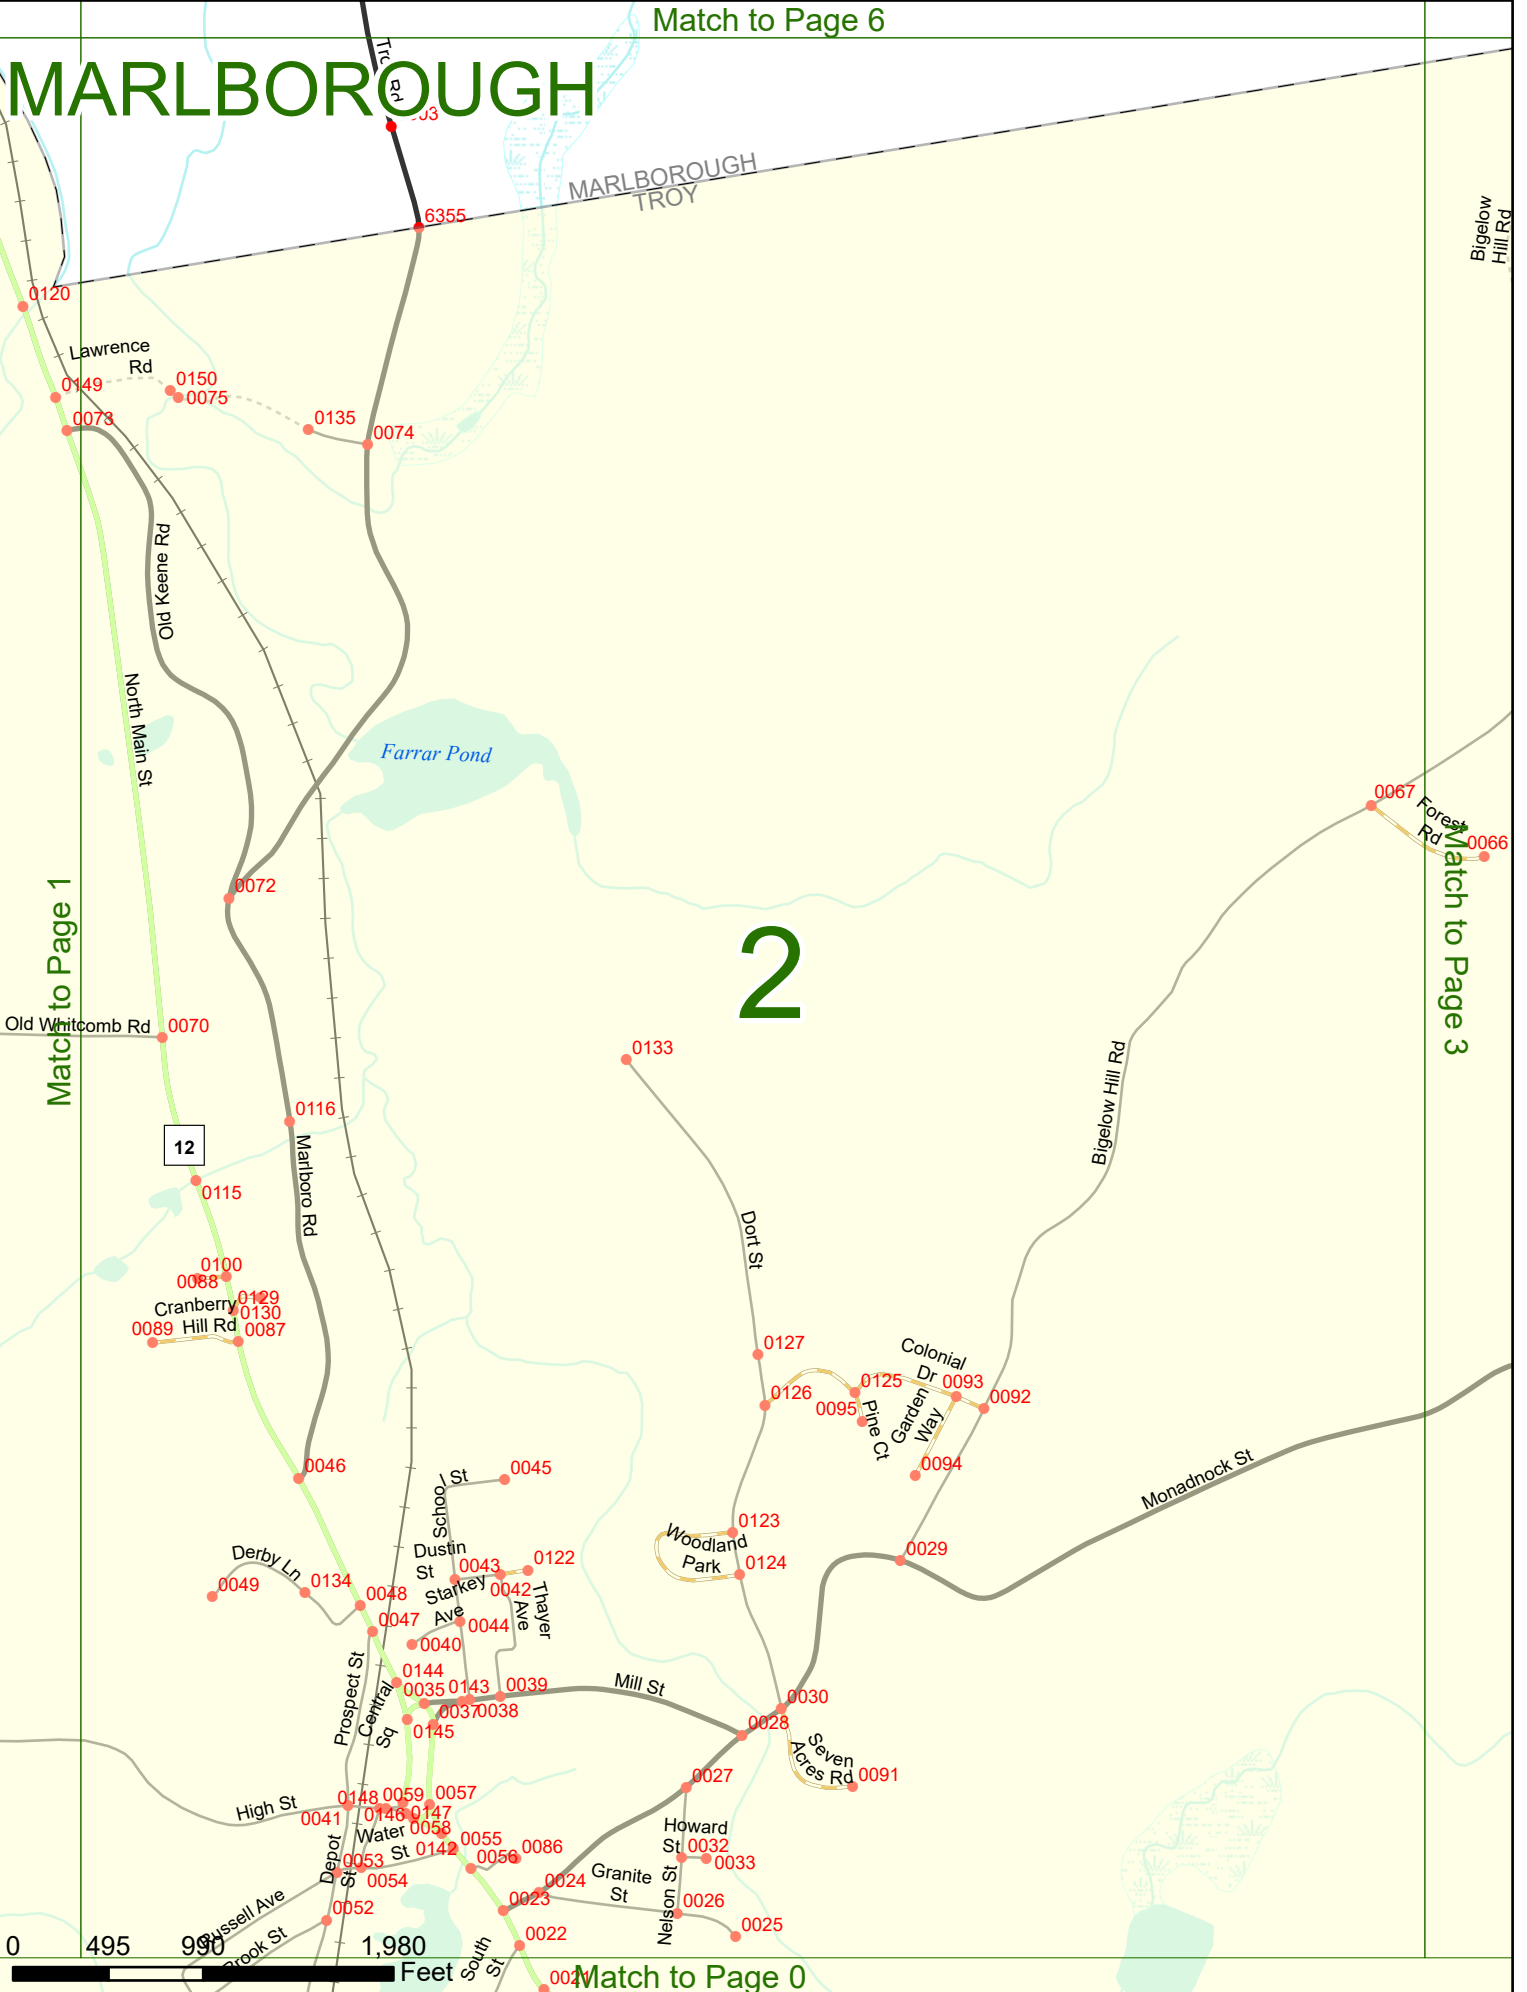 Match to Page 6
MARLBOROUGH
Rd
MARLBOROUGH
TROY
6355
Bigelow
Hill Rd
0120
Lawrence
Rd
0149
0150
0075
0073
0135
0074
Old Keene Rd
North Main St
Farrar Pond
0067
Forest
Rd
0066
Match to Page 1
0072
2
Match to Page 3
Old Whitcomb Rd
0070
0133
Bigelow Hill Rd
0116
12
Marlboro Rd
0115
Dort St
0100
0088
0129
Cranberry
0130
Hill Rd
0089
0087
0127
Colonial
Dr
0125
0093
0126
0092
0095
Pine Ct
Garden
Way
0094
0046
School St
0045
Monadnock St
0123
Woodland
Park
0124
0029
Derby Ln
Dustin
St
0043
0122
0049
0134
0042
Starkey
Ave
Thayer
Ave
0048
0047
0044
0040
Prospect St
0144
Central
Sq
0035
0143
0039
Mill St
0037
0038
0145
0030
0028
Seven
Acres Rd
0091
0027
0148
0059
0057
High St
0041
0146
0147
0058
Water
St
0142
0055
Howard
St
0032
0033
Depot
St
0053
0054
0056
0086
0024
Granite
St
Nelson St
0023
0026
0052
0025
Russell Ave
Brook St
0022
South
St
0021
0 495 990 1,980
Feet
Match to Page 0